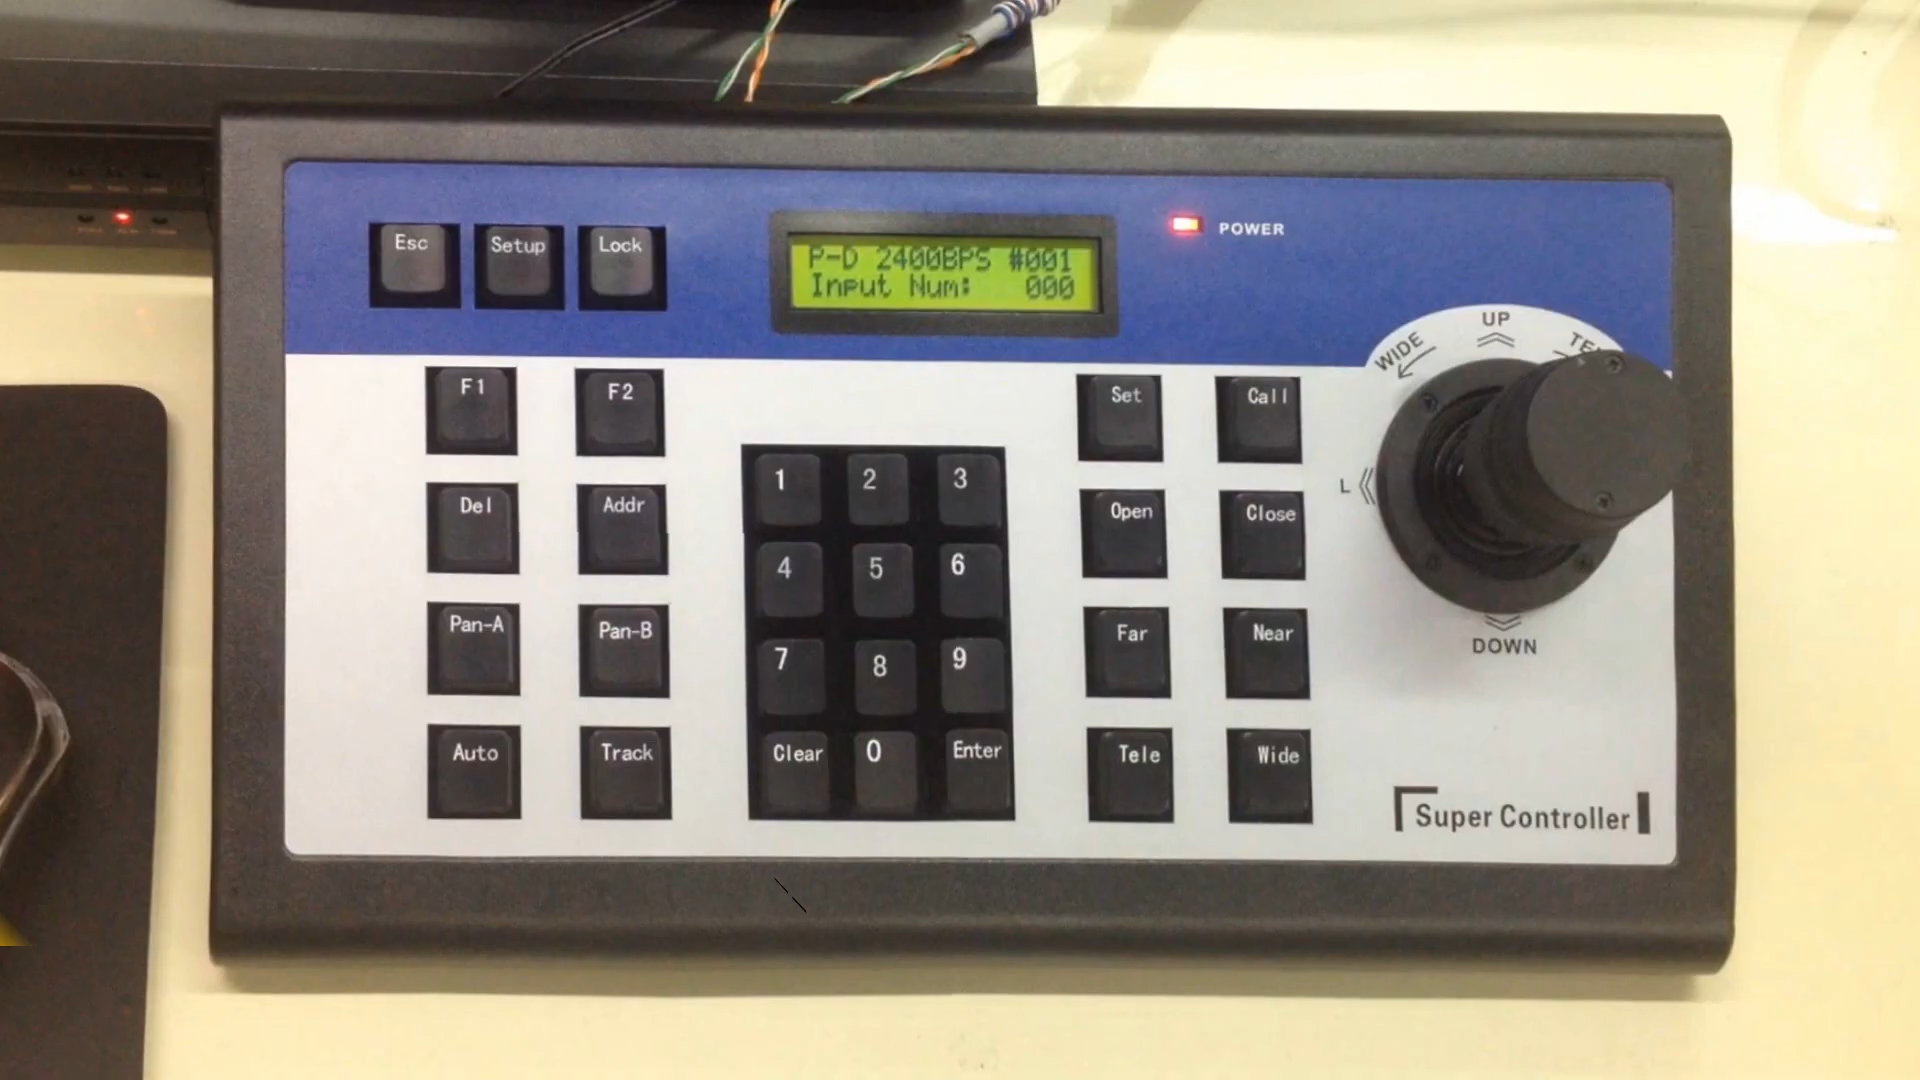 P-D 2400BPS #001
Input Num: 000
POWER
Esc
Setup
Lock
F1
F2
Del
Addr
Pan-A
Pan-B
Auto
Track
1
2
3
4
5
6
7
8
9
Clear
0
Enter
Set
Call
Open
Close
Far
Near
Tele
Wide
WIDE
UP
L
DOWN
Super Controller